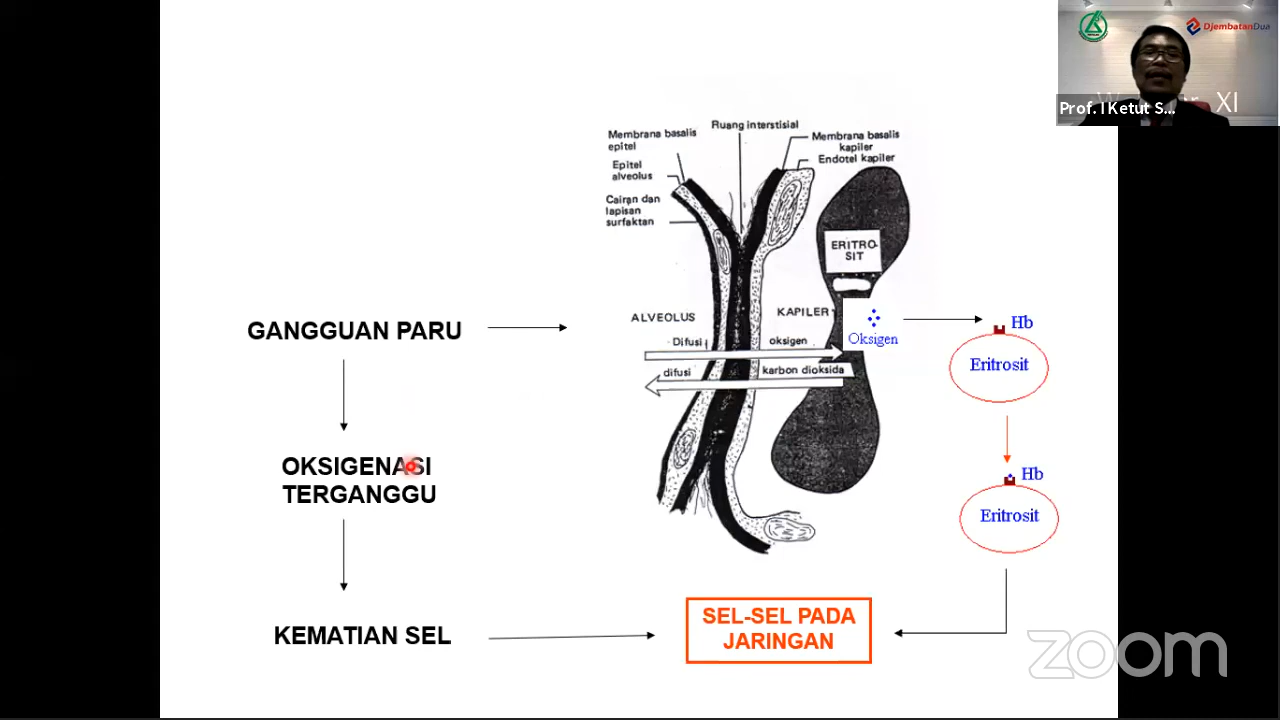 DjembatanDua
XI
Prof. I Ketut S...
Ruang interstisial
Membrana basalis
epitel
Membrana basalis
kapiler
Endotel kapiler
Epitel
alveolus
Cairan dan
lapisan
surfaktan
ERITRO-
SIT
ALVEOLUS
KAPILER
Oksigen
Difusi
oksigen
difusi
karbon dioksida
Hb
Eritrosit
Hb
Eritrosit
GANGGUAN PARU
OKSIGENASI
TERGANGGU
KEMATIAN SEL
SEL-SEL PADA
JARINGAN
zoom